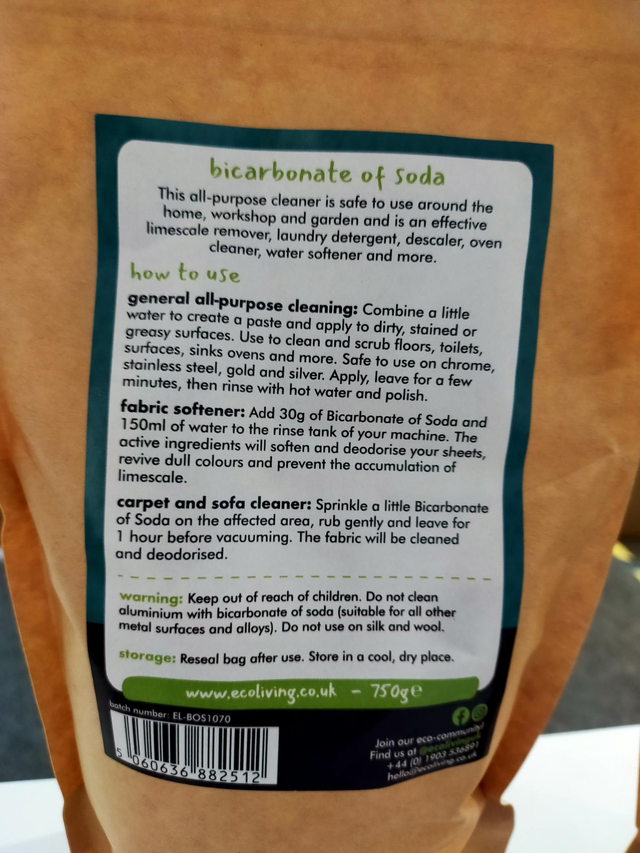 bicarbonate of soda
This all-purpose cleaner is safe to use around the
home, workshop and garden and is an effective
limescale remover, laundry detergent, descaler, oven
cleaner, water softener and more.
how to use
general all-purpose cleaning: Combine a little
water to create a paste and apply to dirty, stained or
greasy surfaces. Use to clean and scrub floors, toilets,
surfaces, sinks ovens and more. Safe to use on chrome,
stainless steel, gold and silver. Apply, leave for a few
minutes, then rinse with hot water and polish.
fabric softener: Add 30g of Bicarbonate of Soda and
150ml of water to the rinse tank of your machine. The
active ingredients will soften and deodorise your sheets,
revive dull colours and prevent the accumulation of
limescale.
carpet and sofa cleaner: Sprinkle a little Bicarbonate
of Soda on the affected area, rub gently and leave for
1 hour before vacuuming. The fabric will be cleaned
and deodorised.
warning: Keep out of reach of children. Do not clean
aluminium with bicarbonate of soda (suitable for all other
metal surfaces and alloys). Do not use on silk and wool.
storage: Reseal bag after use. Store in a cool, dry place.
www.ecoliving.co.uk - 750g e
batch number: EL-BOS1070
5 060636 882512
Join our eco-community
Find us at
+44 (0) 1903 536891
hello@ecoliving.co.uk